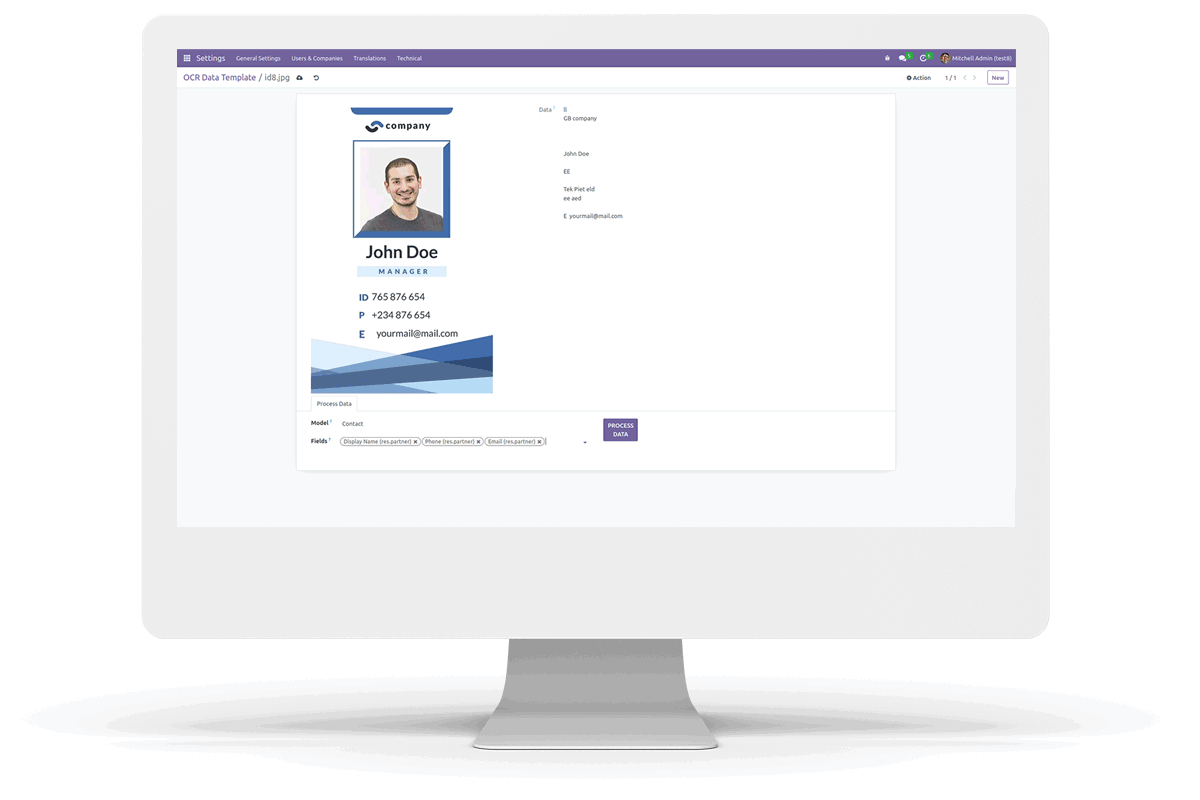 Settings General Settings Users & Companies Translations Technical 5 6 Mitchell Admin (test8)
OCR Data Template / id8.jpg Action 1 / 1 New
company
John Doe
MANAGER
ID 765 876 654
P +234 876 654
E yourmail@mail.com
Data ?
GB company
John Doe
EE
Tek Piet eld
ee aed
E yourmail@mail.com
Process Data
Model ? Contact
Fields ? Display Name (res.partner) × Phone (res.partner) × Email (res.partner) ×
PROCESS
DATA